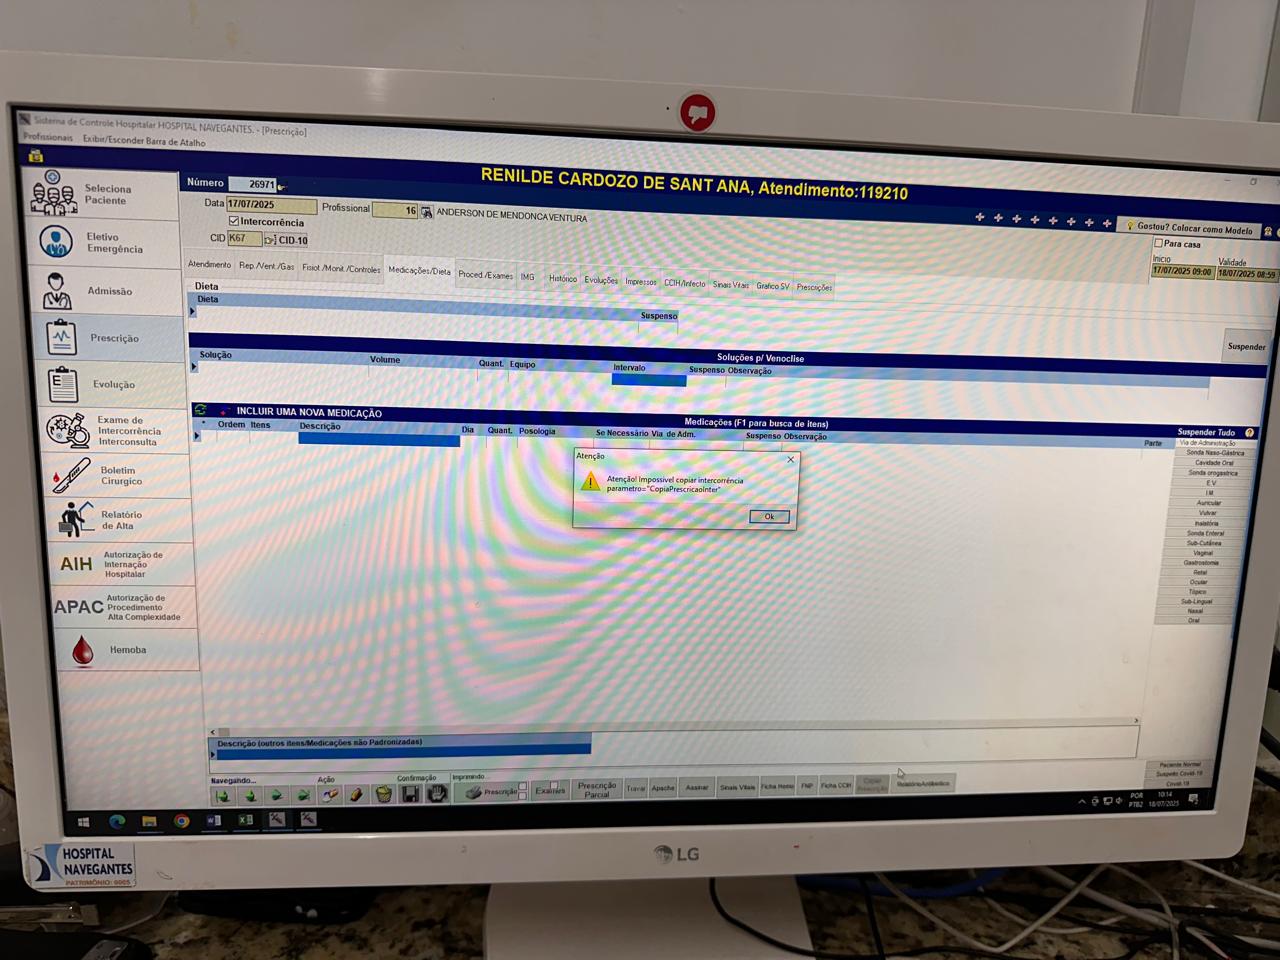 Sistema de Controle Hospitalar HOSPITAL NAVEGANTES. - [Prescrição]
Profissionais Exibir/Esconder Barra de Atalho
RENILDE CARDOZO DE SANT ANA, Atendimento:119210
Número 26971
Data 17/07/2025 Profissional 16 ANDERSON DE MENDONCAVENTURA
Intercorrência
CID K67 CID-10
Gostou? Colocar como Modelo
Para casa
Inicio Validade
17/07/2025 09:00 18/07/2025 08:59
Atendimento Rep./Vent./Gas Fisiot./Monit./Controles Medicações/Dieta Proced./Exames IMG Histórico Evoluções Impressos CCIH/Infecto Sinais Vitais Grafico SV Prescrições
Seleciona
Paciente
Eletivo
Emergência
Admissão
Prescrição
Evolução
Exame de
Intercorrência
Interconsulta
Boletim
Cirurgico
Relatório
de Alta
AIH Autorização de
Internação
Hospitalar
APAC Autorização de
Procedimento
Alta Complexidade
Hemoba
Dieta
Dieta Suspenso
Suspender
Soluções p/ Venoclise
Solução Volume Quant. Equipo Intervalo Suspenso Observação
INCLUIR UMA NOVA MEDICAÇÃO Medicações (F1 para busca de itens)
* Ordem Itens Descrição Dia Quant. Posologia Se Necessário Via de Adm. Suspenso Observação Parte
Suspender Tudo
Via de Administração
Sonda Naso-Gástrica
Cavidade Oral
Sonda orogastrica
E.V.
I.M.
Auricular
Vulvar
Inalatória
Sonda Enteral
Sub-Cutânea
Vaginal
Gastrostomia
Retal
Ocular
Tópico
Sub-Lingual
Nasal
Oral
Atenção
Atenção! Impossivel copiar intercorrência
parametro="CopiaPrescricaoInter"
Ok
Descrição (outros itens/Medicações não Padronizadas)
Navegando... Ação Confirmação Imprimindo...
Prescrição Exames Prescrição
Parcial Travar Apache Assinar Sinais Vitais Ficha Hemo FNP Ficha CCIH Copiar
Prescrição RelatórioAntibiótico
Paciente Normal
Suspeito Covid-19
Covid-19
POR
PTB2
10:14
18/07/2025
LG
HOSPITAL
NAVEGANTES
PATRIMÔNIO: 0005